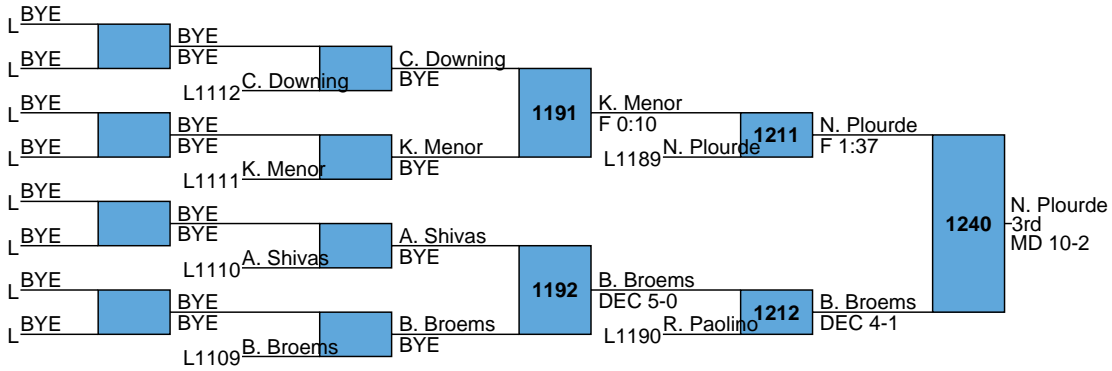 L BYE
L BYE
BYE
BYE
L1112 C. Downing
C. Downing
BYE
L BYE
L BYE
BYE
BYE
L1111 K. Menor
K. Menor
BYE
1191
K. Menor
F 0:10
L1189 N. Plourde
1211
N. Plourde
F 1:37
L BYE
L BYE
BYE
BYE
L1110 A. Shivas
A. Shivas
BYE
L BYE
L BYE
BYE
BYE
L1109 B. Broems
B. Broems
BYE
1192
B. Broems
DEC 5-0
L1190 R. Paolino
1212
B. Broems
DEC 4-1
1240
N. Plourde
3rd
MD 10-2